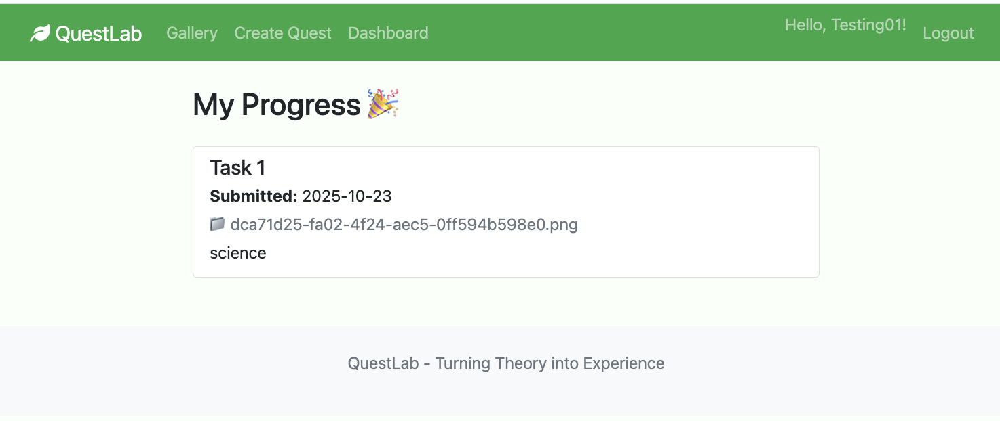 QuestLab Gallery Create Quest Dashboard Hello, Testing01! Logout
My Progress 🎉
Task 1
Submitted: 2025-10-23
📁 dca71d25-fa02-4f24-aec5-0ff594b598e0.png
science
QuestLab - Turning Theory into Experience